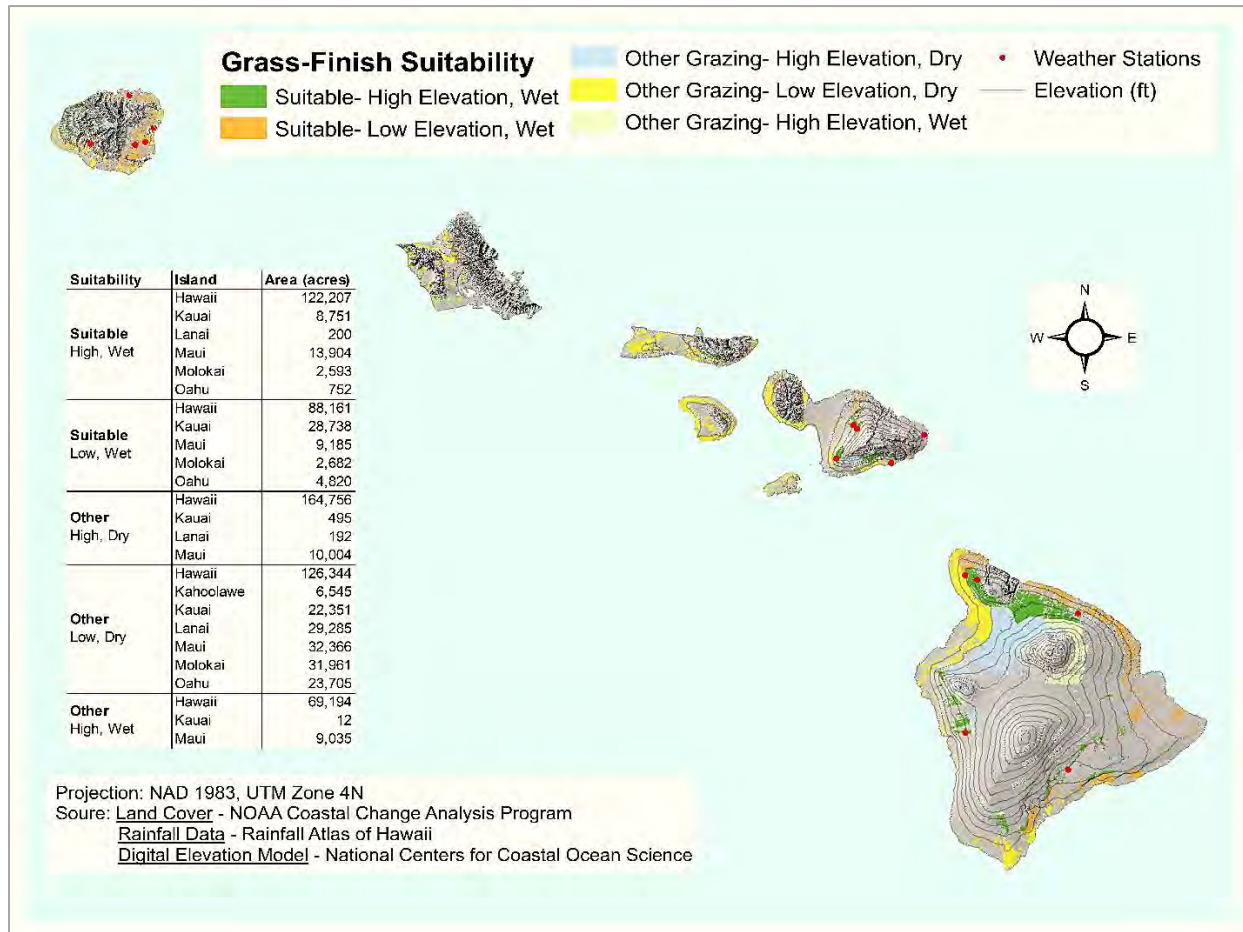 Grass-Finish Suitability
Suitable- High Elevation, Wet
Suitable- Low Elevation, Wet
Other Grazing- High Elevation, Dry
Other Grazing- Low Elevation, Dry
Other Grazing- High Elevation, Wet
Weather Stations
Elevation (ft)
N
W E
S
Suitability Island Area (acres)
Suitable
High, Wet
Hawaii 122,207
Kauai 8,751
Lanai 200
Maui 13,904
Molokai 2,593
Oahu 752
Suitable
Low, Wet
Hawaii 88,161
Kauai 28,738
Maui 9,185
Molokai 2,682
Oahu 4,820
Other
High, Dry
Hawaii 164,756
Kauai 495
Lanai 192
Maui 10,004
Other
Low, Dry
Hawaii 126,344
Kahoolawe 6,545
Kauai 22,351
Lanai 29,285
Maui 32,366
Molokai 31,961
Oahu 23,705
Other
High, Wet
Hawaii 69,194
Kauai 12
Maui 9,035
Projection: NAD 1983, UTM Zone 4N
Soure: Land Cover - NOAA Coastal Change Analysis Program
Rainfall Data - Rainfall Atlas of Hawaii
Digital Elevation Model - National Centers for Coastal Ocean Science